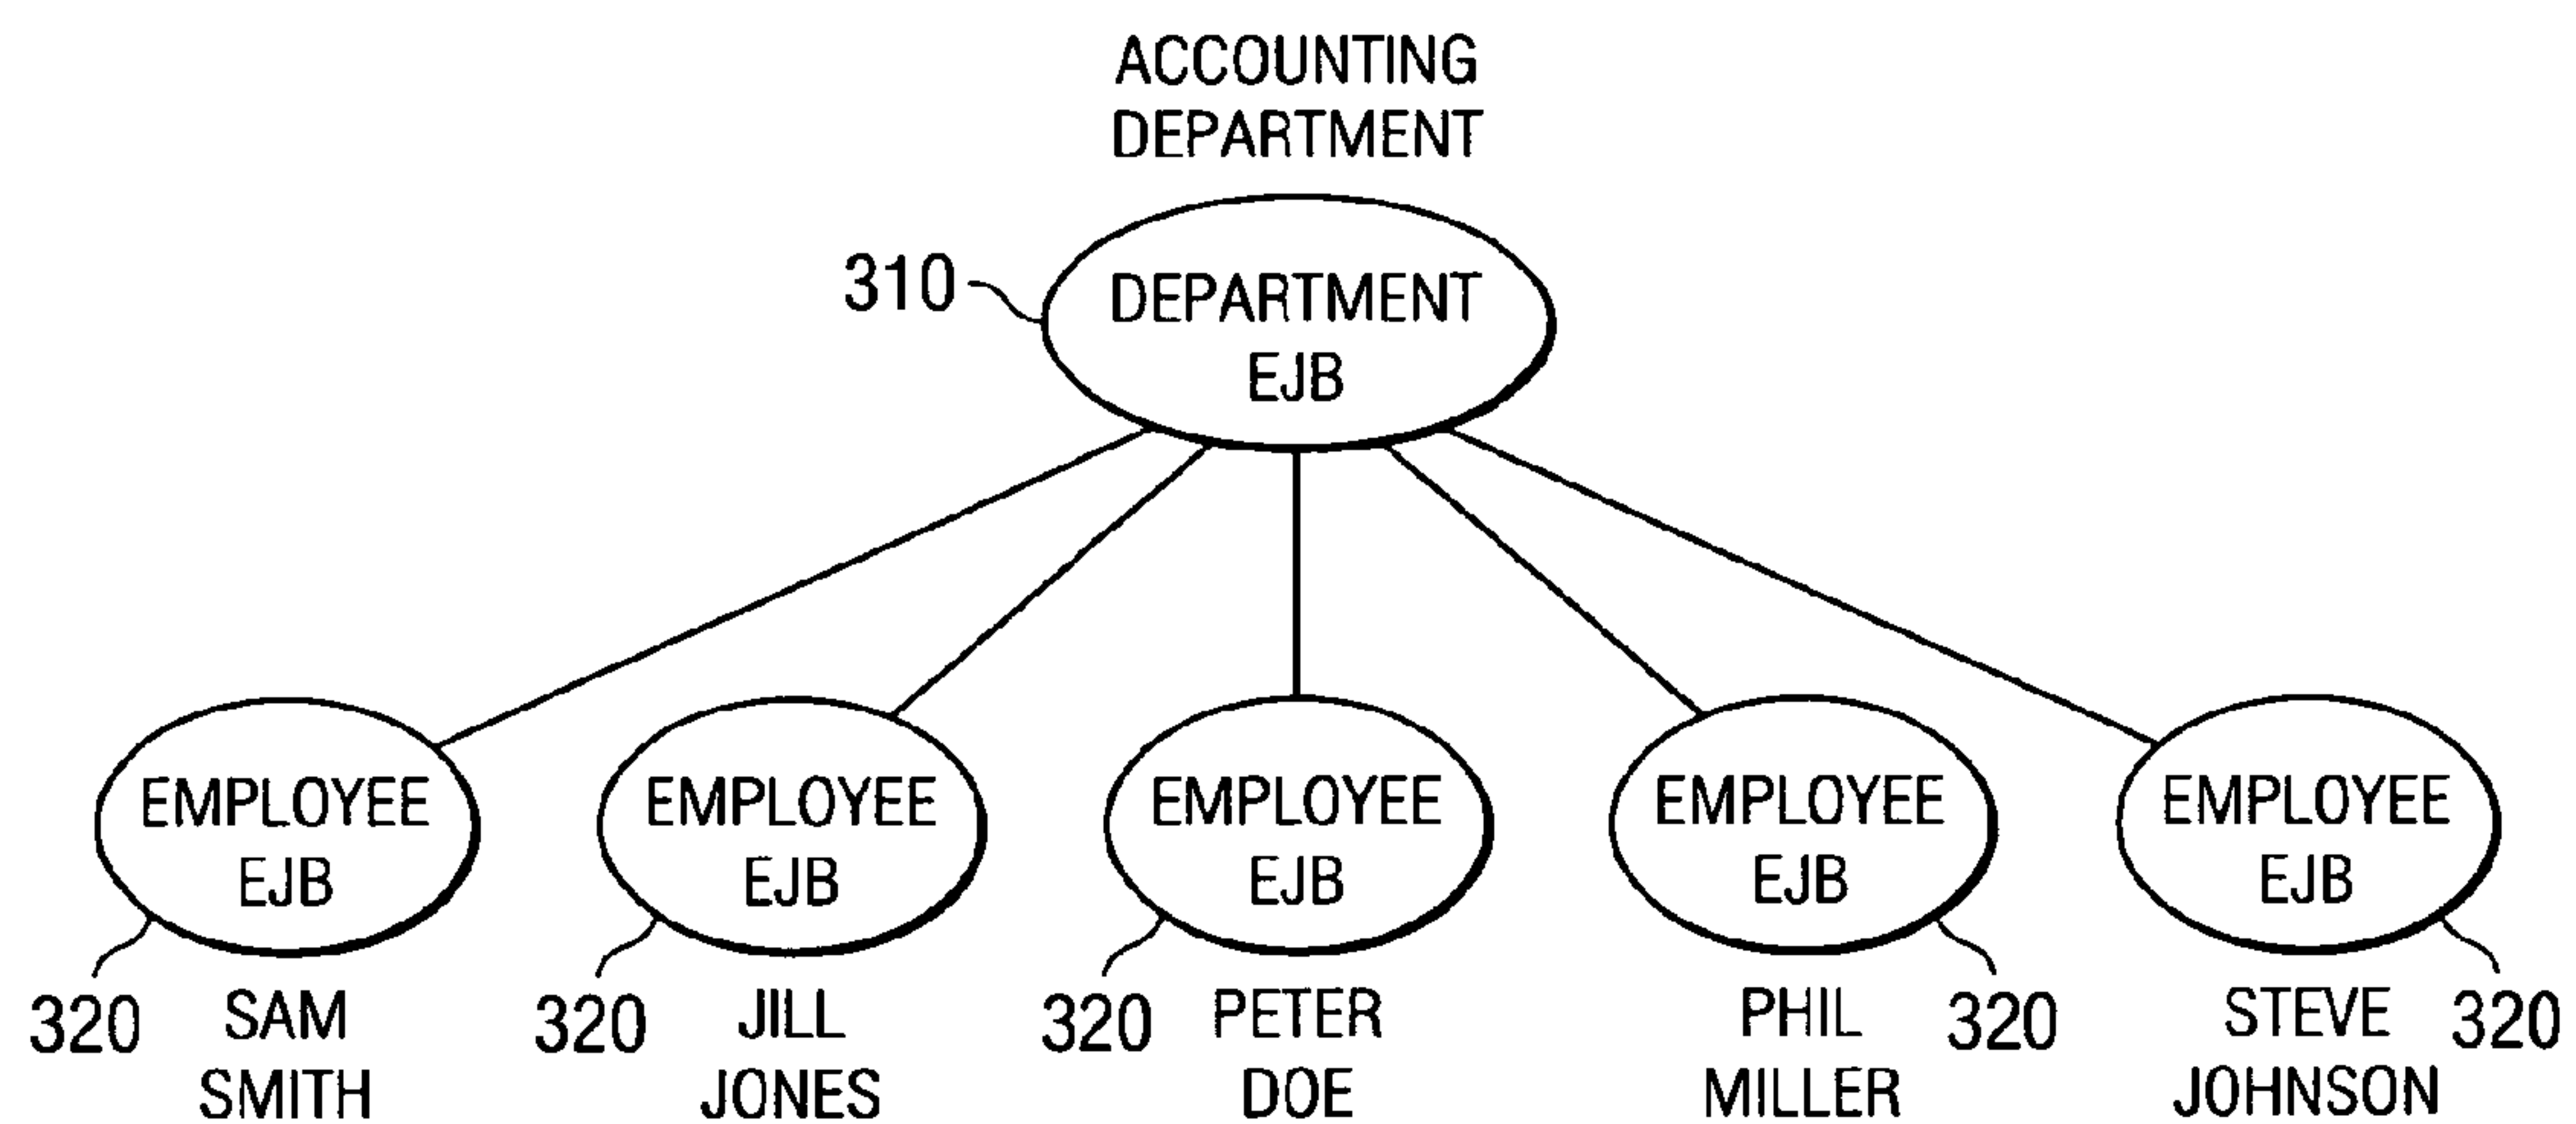 ACCOUNTING
DEPARTMENT
310
DEPARTMENT
EJB
EMPLOYEE
EJB
EMPLOYEE
EJB
EMPLOYEE
EJB
EMPLOYEE
EJB
EMPLOYEE
EJB
320
SAM
SMITH
320
JILL
JONES
320
PETER
DOE
PHIL
MILLER
320
STEVE
JOHNSON
320